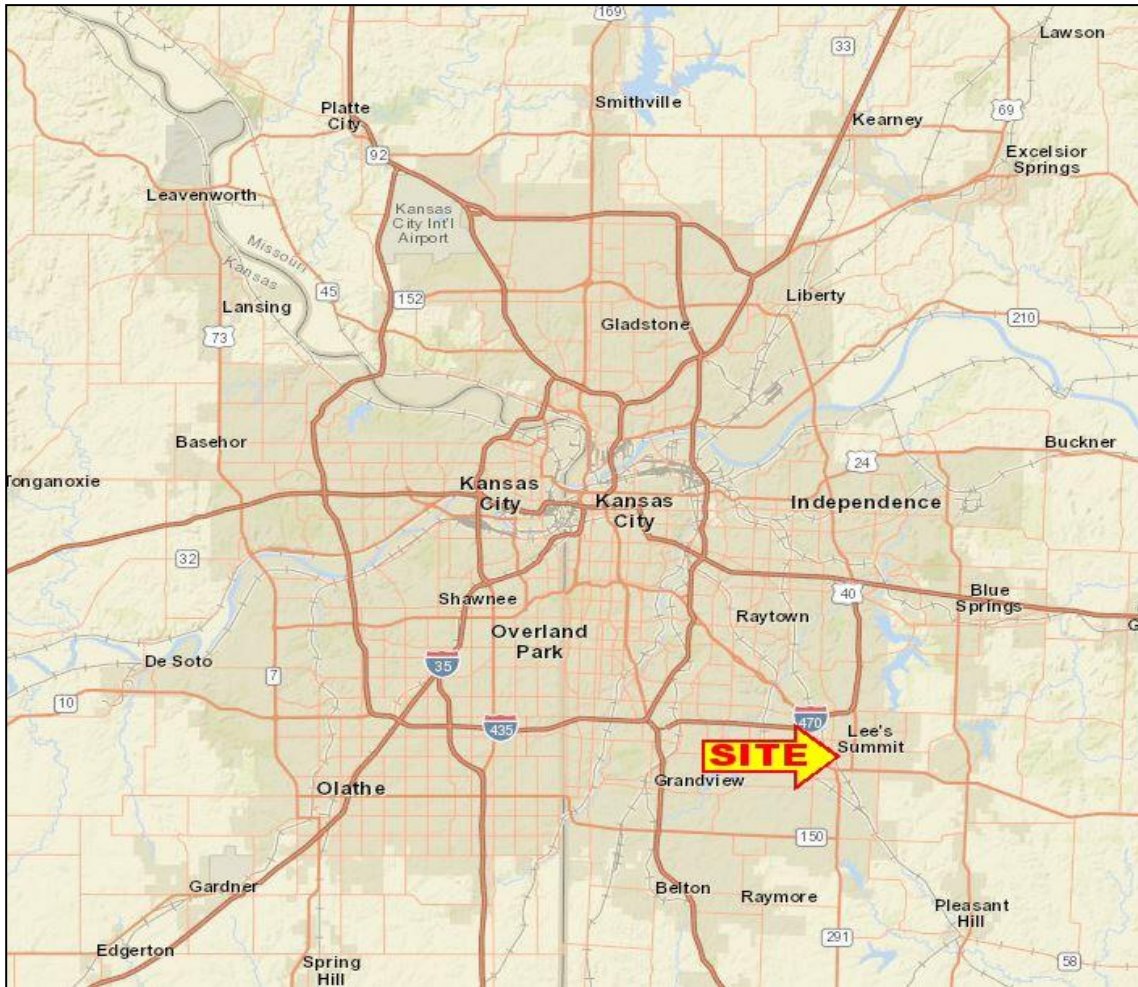 169
Lawson
33
Smithville
Platte
City
69
Kearney
92
Excelsior
Springs
Leavenworth
Kansas
City Int'l
Airport
Missouri
Kansas
45
152
Lansing
Liberty
210
Gladstone
73
Basehor
Buckner
24
Tonganoxie
Kansas
City
Kansas
City
Independence
32
40
Blue
Springs
G
Shawnee
Raytown
Overland
Park
De Soto
35
7
10
435
470
Lee's
Summit
SITE
Grandview
Olathe
150
Gardner
Belton
Raymore
Pleasant
Hill
Edgerton
291
Spring
Hill
58